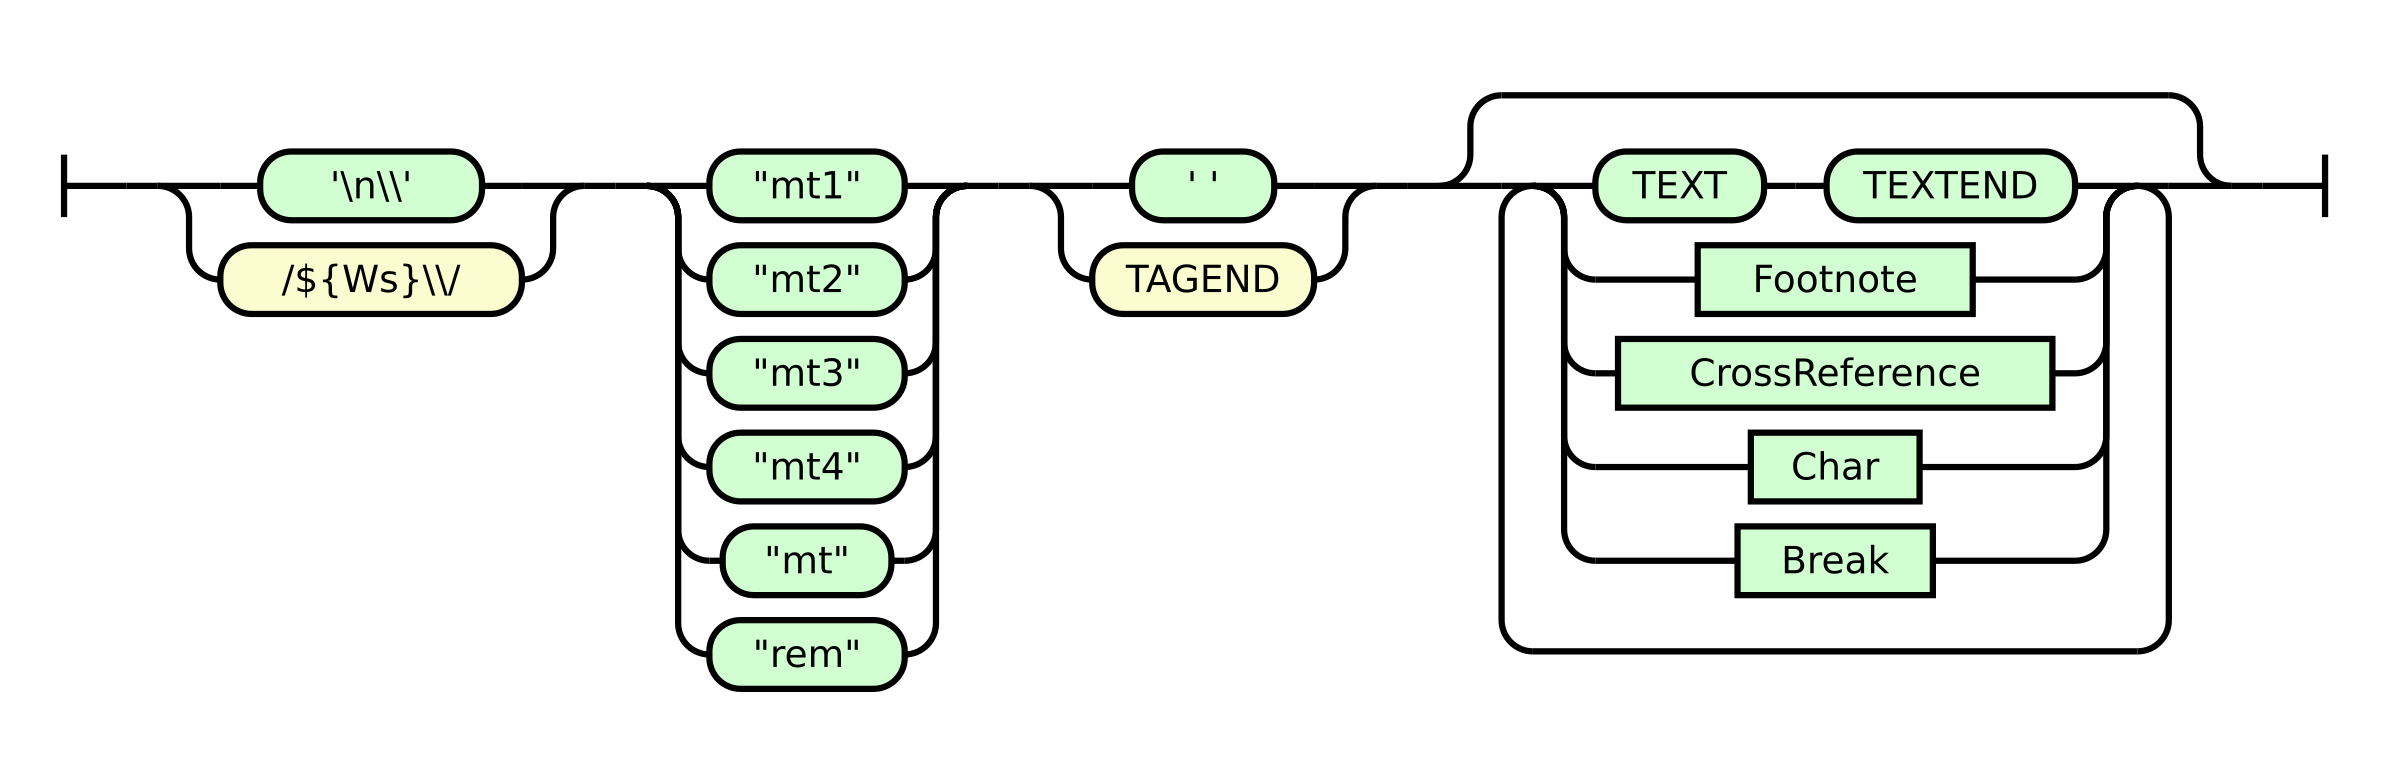 '\n\\'
/${Ws}\\/
"mt1"
"mt2"
"mt3"
"mt4"
"mt"
"rem"
' '
TAGEND
TEXT TEXTEND
Footnote
CrossReference
Char
Break